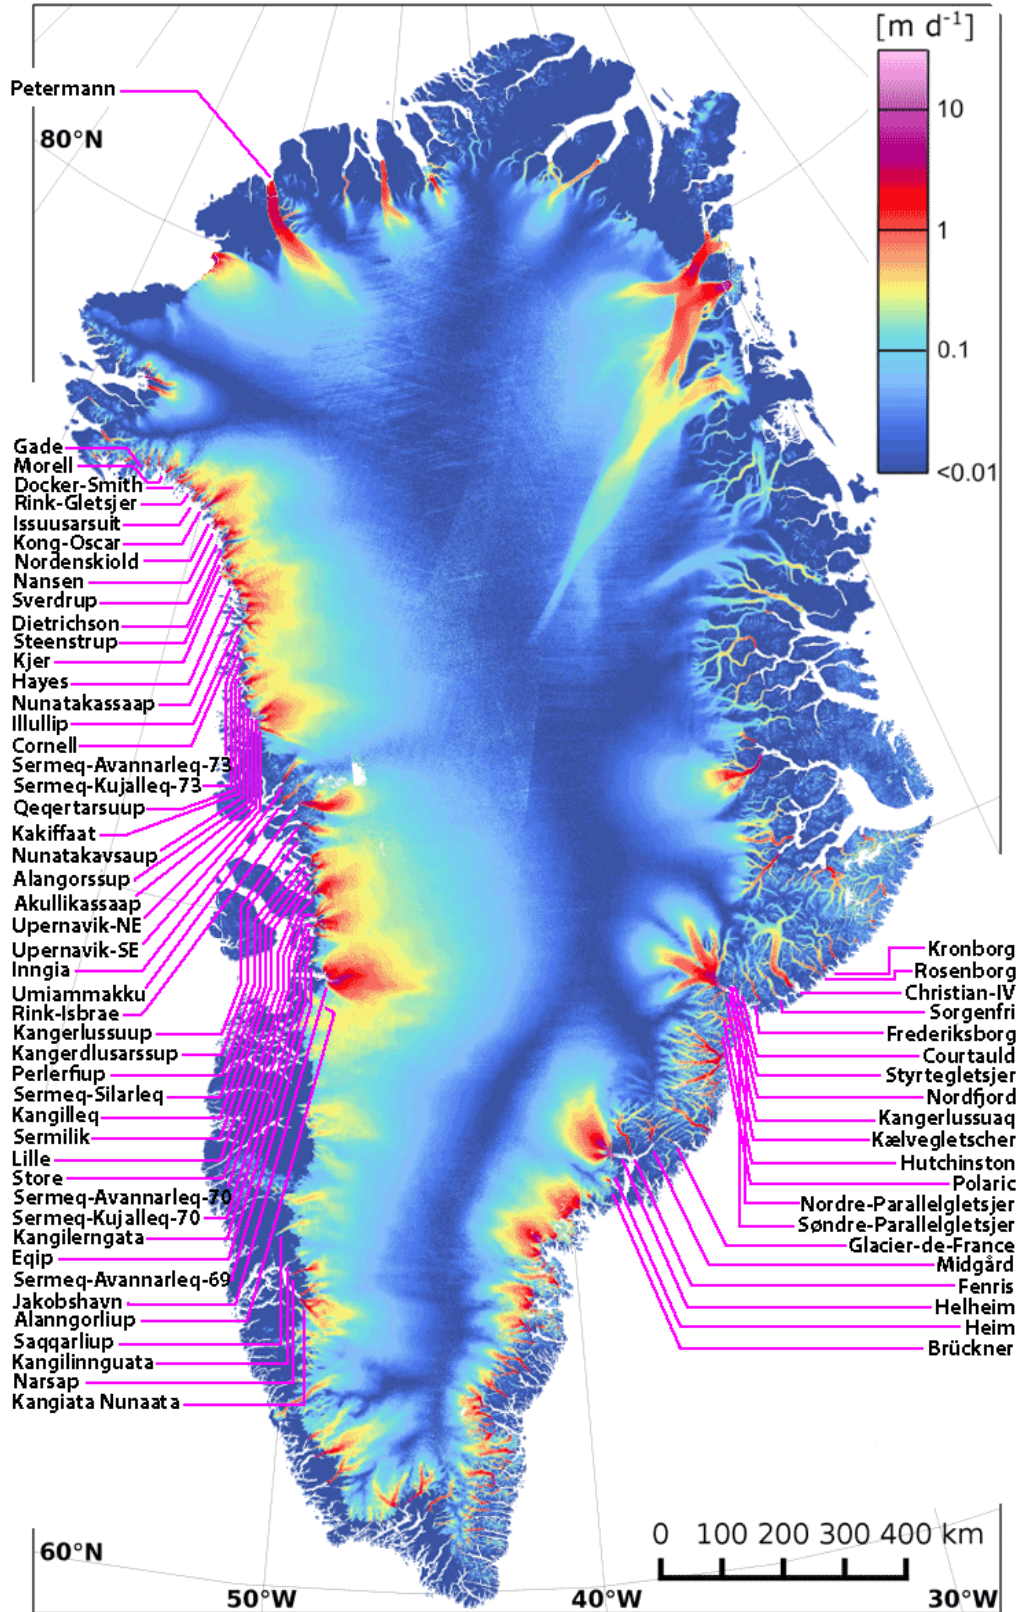 [m d⁻¹]
10
1
0.1
<0.01
Petermann
80°N
Gade
Morell
Docker-Smith
Rink-Gletsjer
Issuusarsuit
Kong-Oscar
Nordenskiold
Nansen
Sverdrup
Dietrichson
Steenstrup
Kjer
Hayes
Nunatakassaap
Illullip
Cornell
Sermeq-Avannarleq-73
Sermeq-Kujalleq-73
Qeqertarsuup
Kakiffaat
Nunatakavsaup
Alangorssup
Akullikassaap
Upernavik-NE
Upernavik-SE
Inngia
Umiammakku
Rink-Isbrae
Kangerlussuup
Kangerdlusarssup
Perlerfiup
Sermeq-Silarleq
Kangilleq
Sermilik
Lille
Store
Sermeq-Avannarleq-70
Sermeq-Kujalleq-70
Kangilerngata
Eqip
Sermeq-Avannarleq-69
Jakobshavn
Alanngorliup
Saqqarliup
Kangilinnguata
Narsap
Kangiata Nunaata
Kronborg
Rosenborg
Christian-IV
Sorgenfri
Frederiksborg
Courtauld
Styrtegletsjer
Nordfjord
Kangerlussuaq
Kælvegletscher
Hutchinston
Polaric
Nordre-Parallelgletsjer
Søndre-Parallelgletsjer
Glacier-de-France
Midgård
Fenris
Helheim
Heim
Brückner
0 100 200 300 400 km
60°N
50°W 40°W 30°W